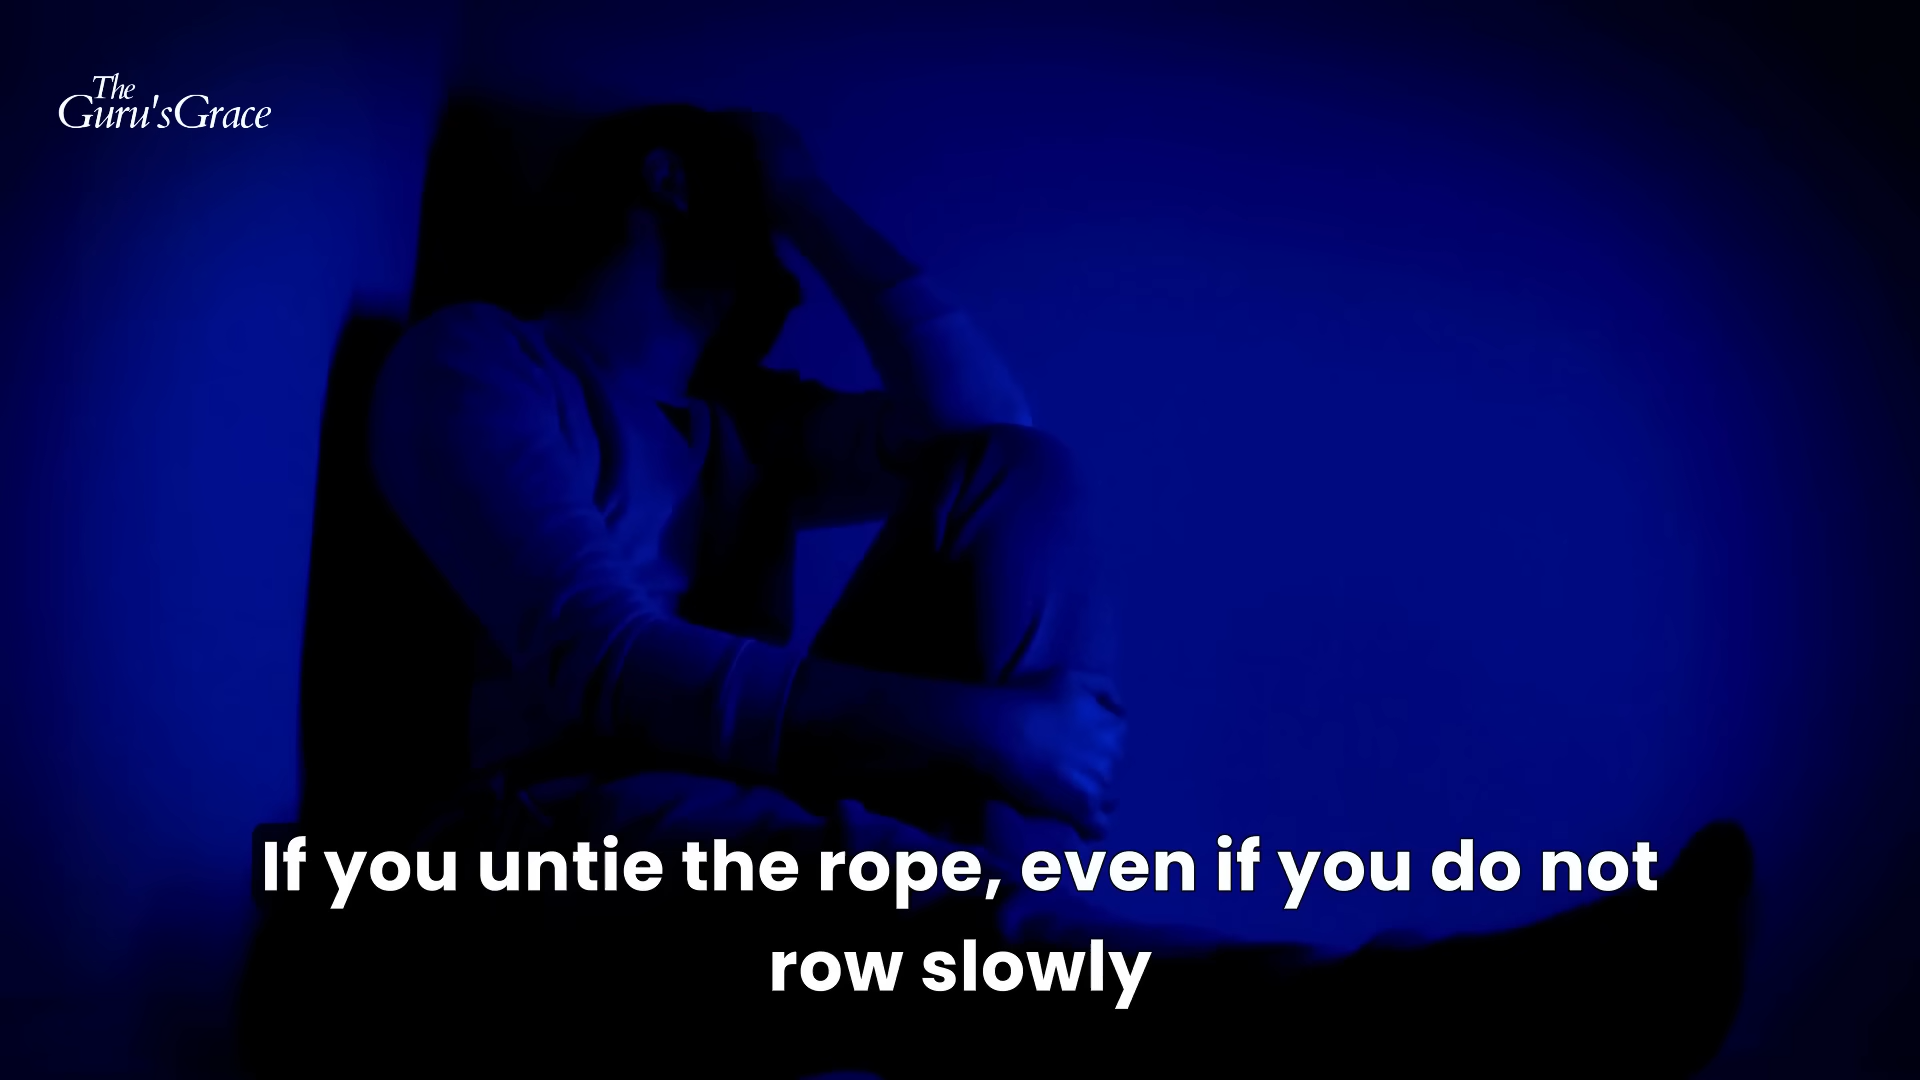 The
Guru'sGrace
If you untie the rope, even if you do not
row slowly